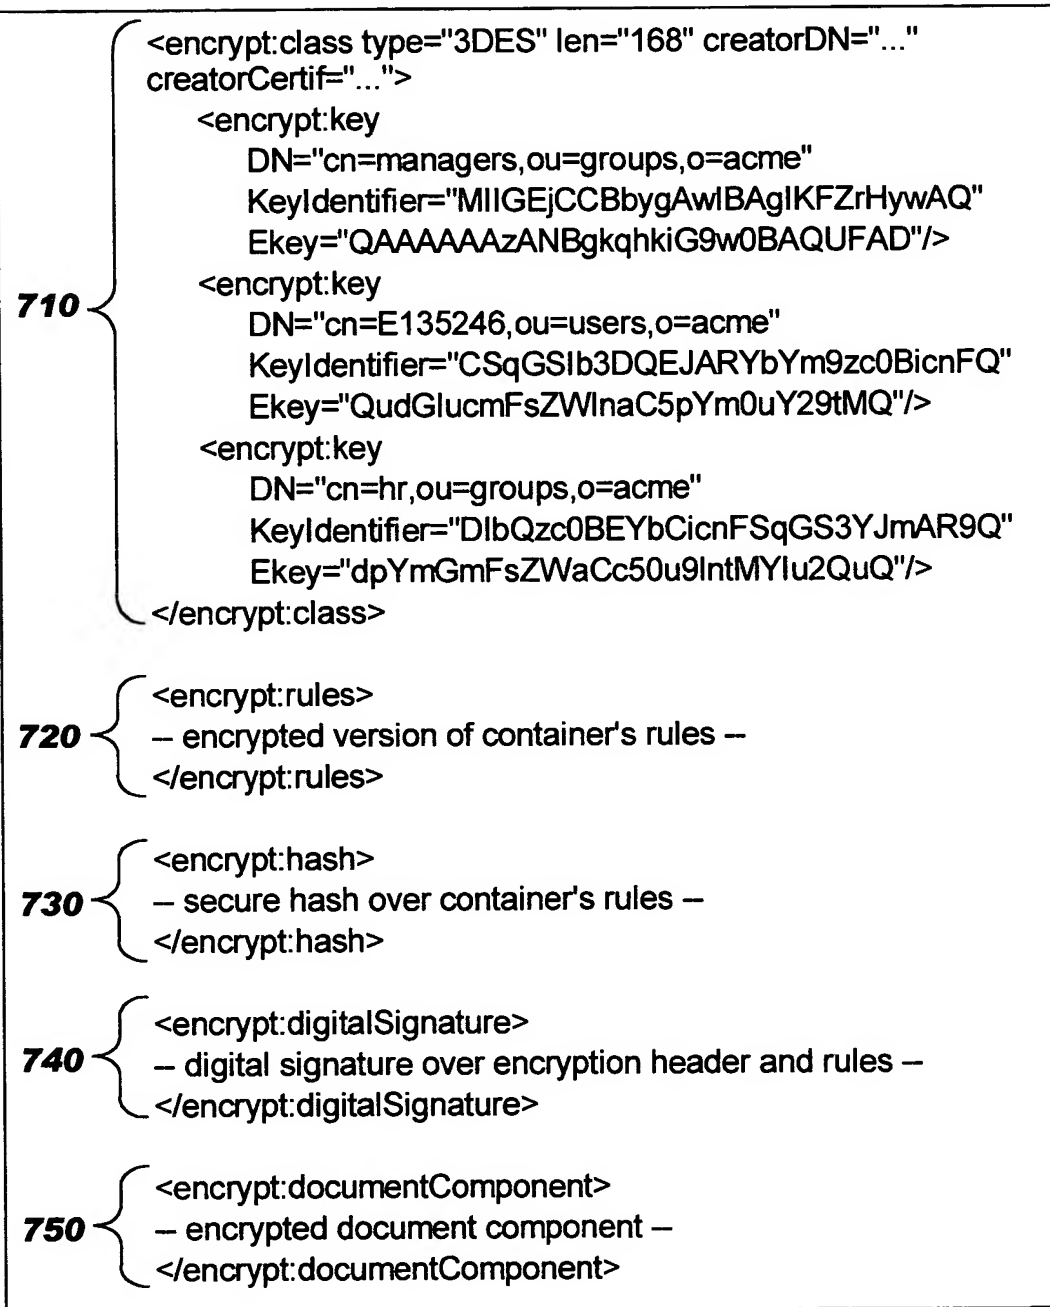 <encrypt:class type="3DES" len="168" creatorDN="..."
creatorCertif="...">
<encrypt:key
DN="cn=managers,ou=groups,o=acme"
KeyIdentifier="MIIGEjCCBbygAwIBAgIKFZrHywAQ"
Ekey="QAAAAAAzANBgkqhkiG9w0BAQUFAD"/>
<encrypt:key
710
DN="cn=E135246,ou=users,o=acme"
KeyIdentifier="CSqGSIb3DQEJARYbYm9zc0BicnFQ"
Ekey="QudGlucmFsZWlnaC5pYm0uY29tMQ"/>
<encrypt:key
DN="cn=hr,ou=groups,o=acme"
KeyIdentifier="DIbQzc0BEYbCicnFSqGS3YJmAR9Q"
Ekey="dpYmGmFsZWaCc50u9IntMYIu2QuQ"/>
</encrypt:class>
<encrypt:rules>
720 – encrypted version of container's rules –
</encrypt:rules>
<encrypt:hash>
730 – secure hash over container's rules –
</encrypt:hash>
<encrypt:digitalSignature>
740 – digital signature over encryption header and rules –
</encrypt:digitalSignature>
<encrypt:documentComponent>
750 – encrypted document component –
</encrypt:documentComponent>